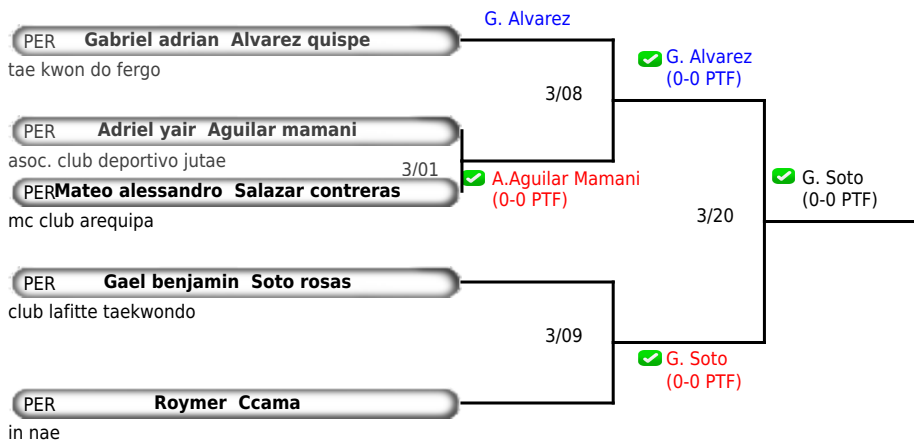 G. Alvarez
PER Gabriel adrian Alvarez quispe
tae kwon do fergo
G. Alvarez
(0-0 PTF)
3/08
PER Adriel yair Aguilar mamani
asoc. club deportivo jutae
3/01
A.Aguilar Mamani
(0-0 PTF)
PER Mateo alessandro Salazar contreras
mc club arequipa
G. Soto
(0-0 PTF)
3/20
PER Gael benjamin Soto rosas
club lafitte taekwondo
3/09
G. Soto
(0-0 PTF)
PER Roymer Ccama
in nae